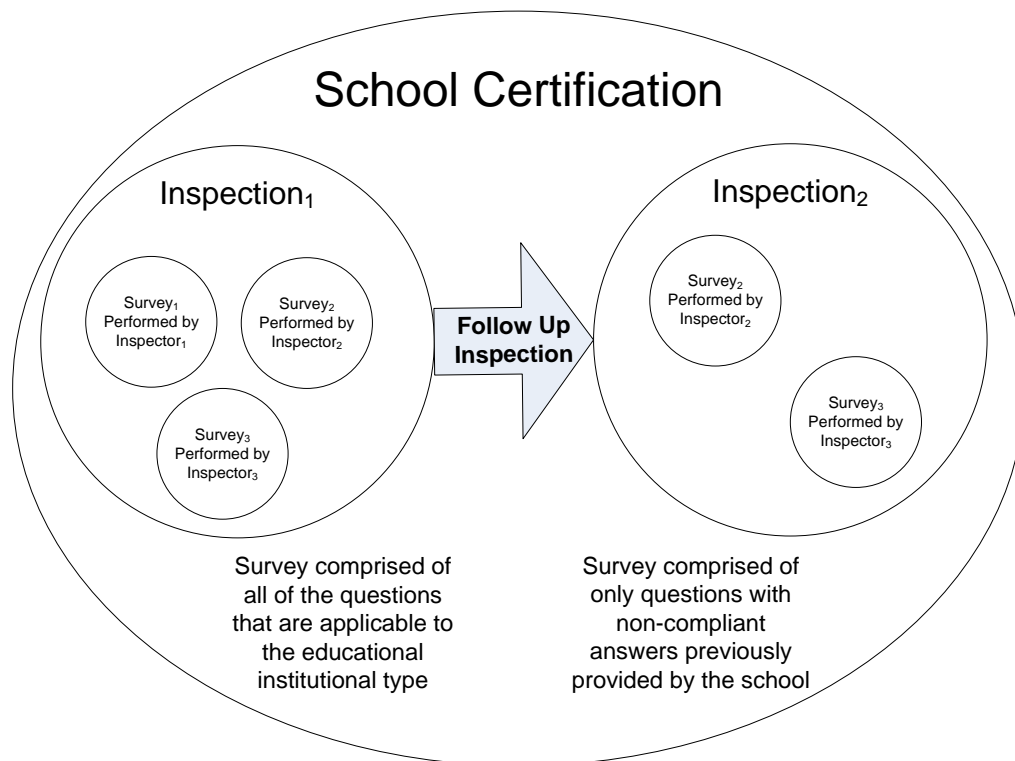 School Certification
Inspection₁
Survey₁
Performed by
Inspector₁
Survey₂
Performed by
Inspector₂
Survey₃
Performed by
Inspector₃
Follow Up
Inspection
Inspection₂
Survey₂
Performed by
Inspector₂
Survey₃
Performed by
Inspector₃
Survey comprised of
all of the questions
that are applicable to
the educational
institutional type
Survey comprised of
only questions with
non-compliant
answers previously
provided by the school